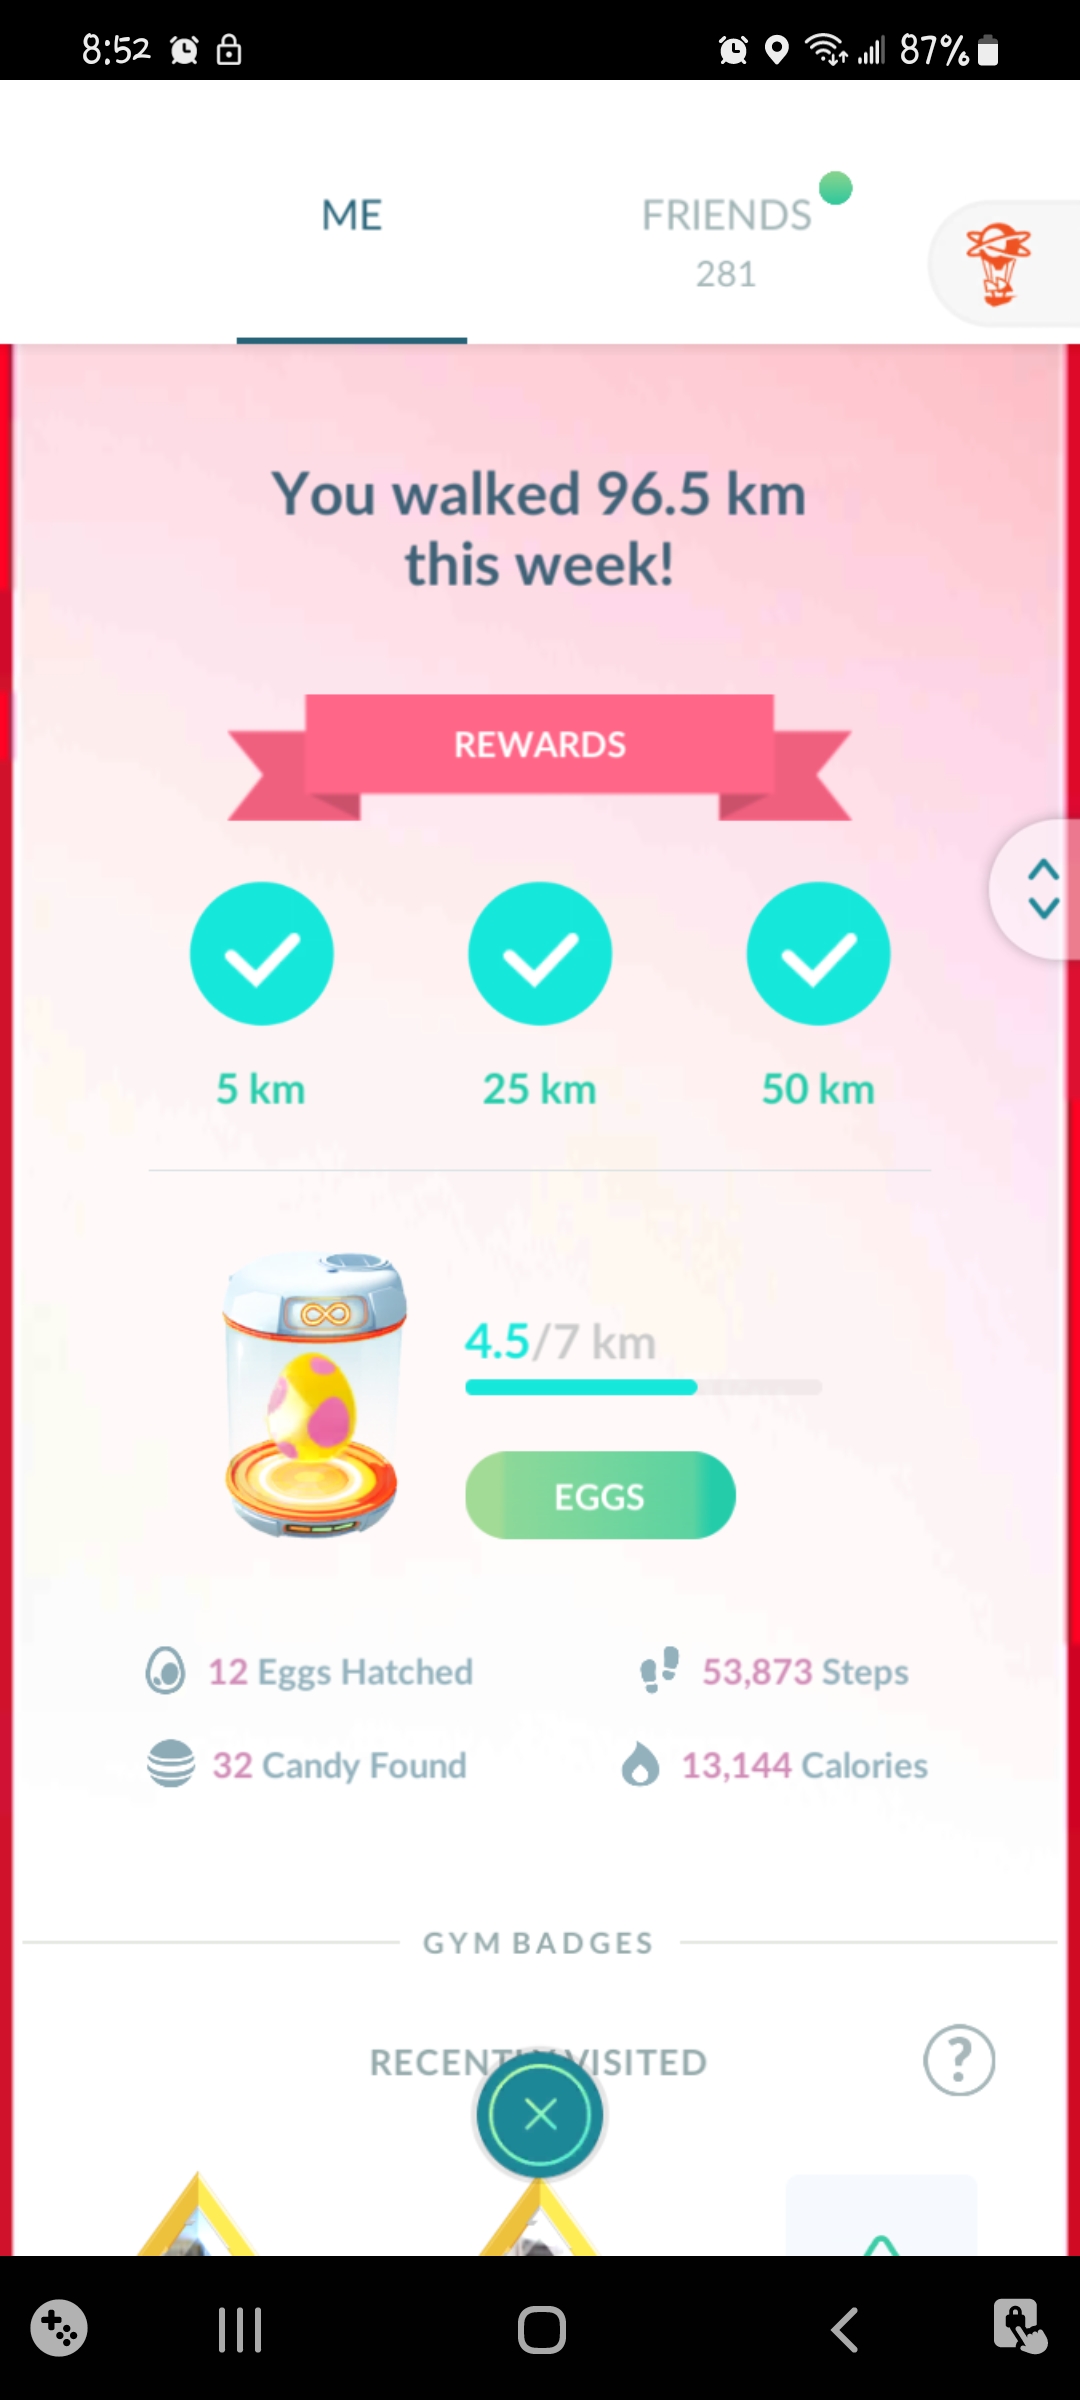 8:52
87%
ME
FRIENDS
281
You walked 96.5 km
this week!
REWARDS
5 km
25 km
50 km
4.5/7 km
EGGS
12 Eggs Hatched
53,873 Steps
32 Candy Found
13,144 Calories
GYM BADGES
RECENTLY VISITED
?